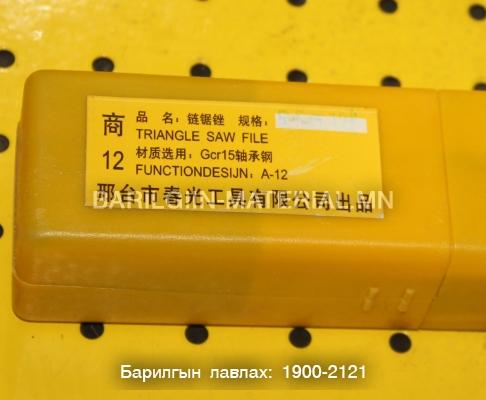 商
12
品 名：链锯锉 规格：
TRIANGLE SAW FILE
材质选用：Gcr15轴承钢
FUNCTIONDESIJN：A-12
邢台市春光工具有限公司出品
BARILGIN-MATERIAL.MN
Барилгын лавлах: 1900-2121